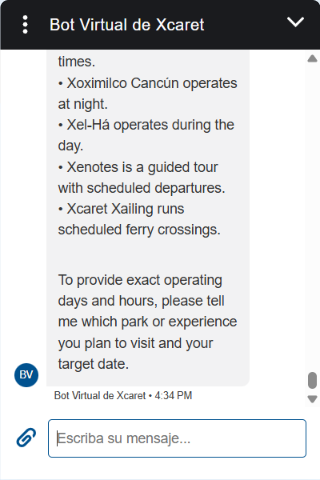 Bot Virtual de Xcaret
times.
• Xoximilco Cancún operates
at night.
• Xel-Há operates during the
day.
• Xenotes is a guided tour
with scheduled departures.
• Xcaret Xailing runs
scheduled ferry crossings.
To provide exact operating
days and hours, please tell
me which park or experience
you plan to visit and your
target date.
BV
Bot Virtual de Xcaret • 4:34 PM
Escriba su mensaje...